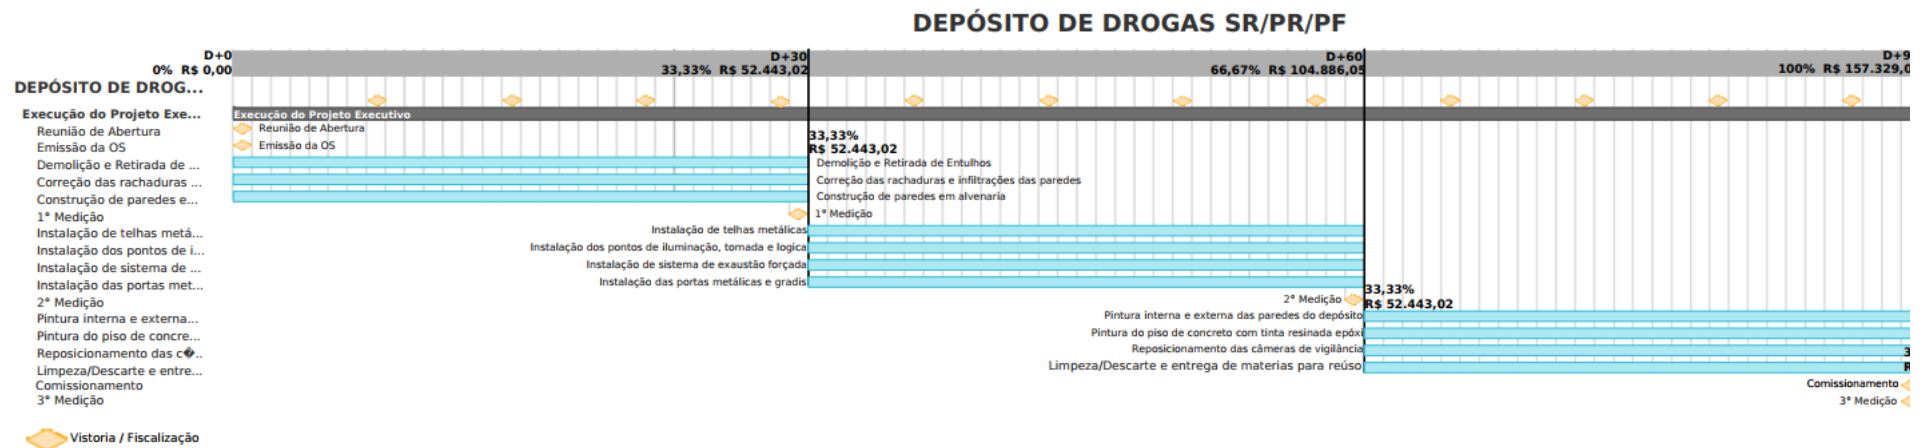 DEPÓSITO DE DROGAS SR/PR/PF
D+0
0% R$ 0,00
D+30
33,33% R$ 52.443,02
D+60
66,67% R$ 104.886,05
D+9
100% R$ 157.329,0
DEPÓSITO DE DROG...
Execução do Projeto Exe...
Execução do Projeto Executivo
Reunião de Abertura
Reunião de Abertura
Emissão da OS
Emissão da OS
33,33%
R$ 52.443,02
Demolição e Retirada de ...
Demolição e Retirada de Entulhos
Correção das rachaduras ...
Correção das rachaduras e infiltrações das paredes
Construção de paredes e...
Construção de paredes em alvenaria
1° Medição
1° Medição
Instalação de telhas metá...
Instalação de telhas metálicas
Instalação dos pontos de i...
Instalação dos pontos de iluminação, tomada e logica
Instalação de sistema de ...
Instalação de sistema de exaustão forçada
Instalação das portas met...
Instalação das portas metálicas e gradis
2° Medição
2° Medição
33,33%
R$ 52.443,02
Pintura interna e externa...
Pintura interna e externa das paredes do depósito
Pintura do piso de concre...
Pintura do piso de concreto com tinta resinada epóxi
Reposicionamento das c�..
Reposicionamento das câmeras de vigilância
3
Limpeza/Descarte e entre...
Limpeza/Descarte e entrega de materias para reúso
R
Comissionamento
Comissionamento
3° Medição
3° Medição
Vistoria / Fiscalização